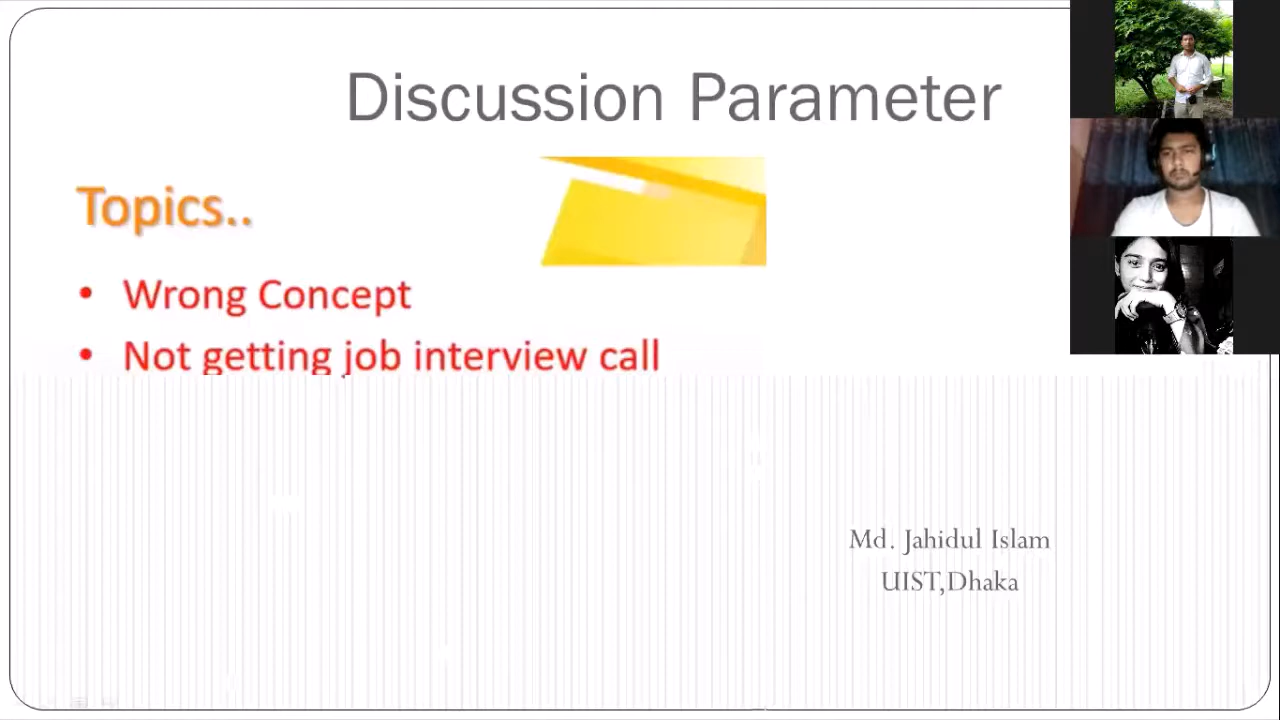 Discussion Parameter
Topics..
• Wrong Concept
• Not getting job interview call
Md. Jahidul Islam
UIST,Dhaka